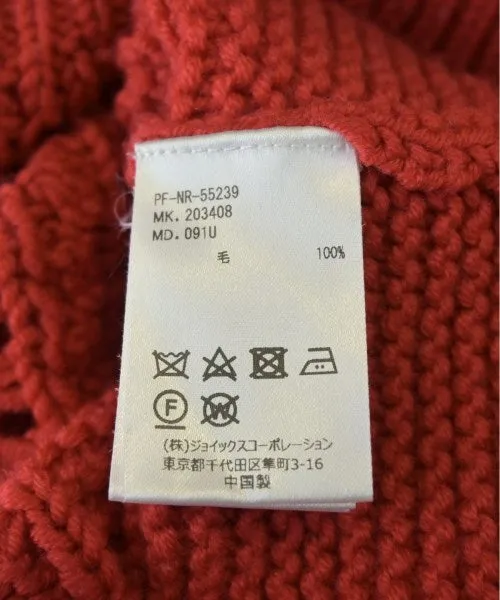 PF-NR-55239
MK. 203408
MD. 091U
毛 100%
F W
(株)ジョイックスコーポレーション
東京都千代田区隼町3-16
中国製